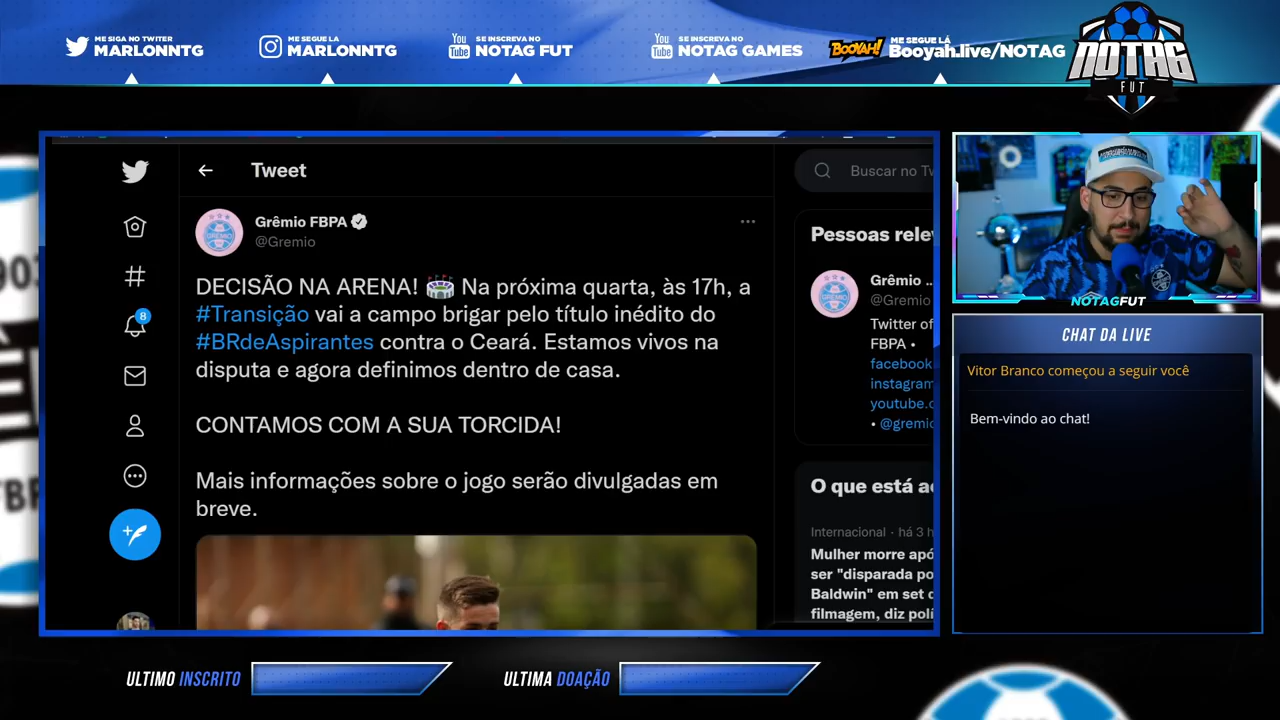 ME SIGA NO TWITER
MARLONNTG
ME SEGUE LA
MARLONNTG
You
Tube
SE INSCREVA NO
NOTAG FUT
You
Tube
SE INSCREVA NO
NOTAG GAMES
BOOYAH!
ME SEGUE LÁ
Booyah.live/NOTAG
NOTAG
FUT
Tweet
Buscar no Tw
Grêmio FBPA
@Gremio
DECISÃO NA ARENA! 🏟️ Na próxima quarta, às 17h, a
#Transição vai a campo brigar pelo título inédito do
#BRdeAspirantes contra o Ceará. Estamos vivos na
disputa e agora definimos dentro de casa.
CONTAMOS COM A SUA TORCIDA!
Mais informações sobre o jogo serão divulgadas em
breve.
8
Pessoas rele
Grêmio ...
@Gremio
Twitter of
FBPA •
facebook
instagram
youtube.c
• @gremio
O que está a
Internacional · há 3 h
Mulher morre apó
ser "disparada po
Baldwin" em set d
filmagem, diz polí
NOTAGFUT
CHAT DA LIVE
Vitor Branco começou a seguir você
Bem-vindo ao chat!
ULTIMO INSCRITO
ULTIMA DOAÇÃO